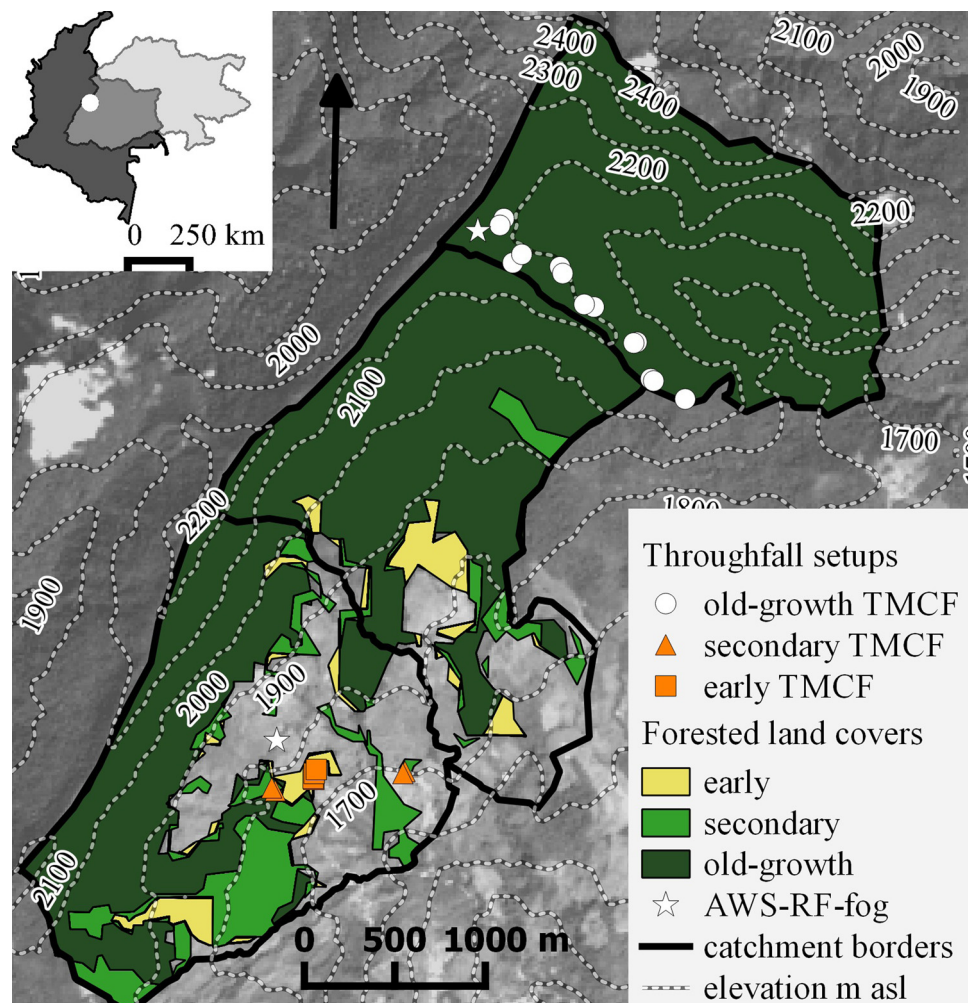 0 250 km
2400
2300
2400
2100
2000
1900
2200
2200
2000
2100
1700
1800
2200
1900
2000
1900
1700
2100
Throughfall setups
old-growth TMCF
secondary TMCF
early TMCF
Forested land covers
early
secondary
old-growth
AWS-RF-fog
catchment borders
elevation m asl
0 500 1000 m